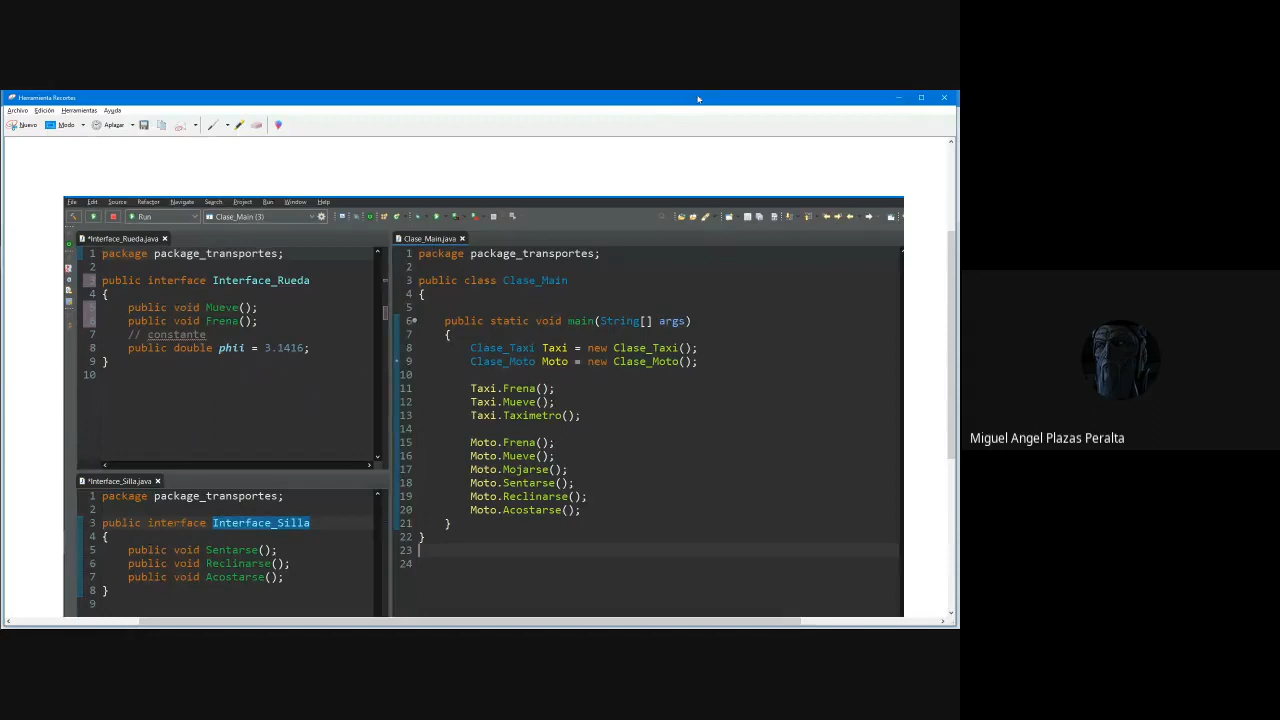 Herramienta Recortes
Archivo Edición Herramientas Ayuda
Nuevo Modo Aplazar
File Edit Source Refactor Navigate Search Project Run Window Help
Run Clase_Main (3)
*Interface_Rueda.java
1 package package_transportes;
2
3 public interface Interface_Rueda
4 {
5 public void Mueve();
6 public void Frena();
7 // constante
8 public double phii = 3.1416;
9 }
10
*Interface_Silla.java
1 package package_transportes;
2
3 public interface Interface_Silla
4 {
5 public void Sentarse();
6 public void Reclinarse();
7 public void Acostarse();
8 }
9
Clase_Main.java
1 package package_transportes;
2
3 public class Clase_Main
4 {
5
6 public static void main(String[] args)
7 {
8 Clase_Taxi Taxi = new Clase_Taxi();
9 Clase_Moto Moto = new Clase_Moto();
10
11 Taxi.Frena();
12 Taxi.Mueve();
13 Taxi.Taximetro();
14
15 Moto.Frena();
16 Moto.Mueve();
17 Moto.Mojarse();
18 Moto.Sentarse();
19 Moto.Reclinarse();
20 Moto.Acostarse();
21 }
22 }
23
24
Miguel Angel Plazas Peralta